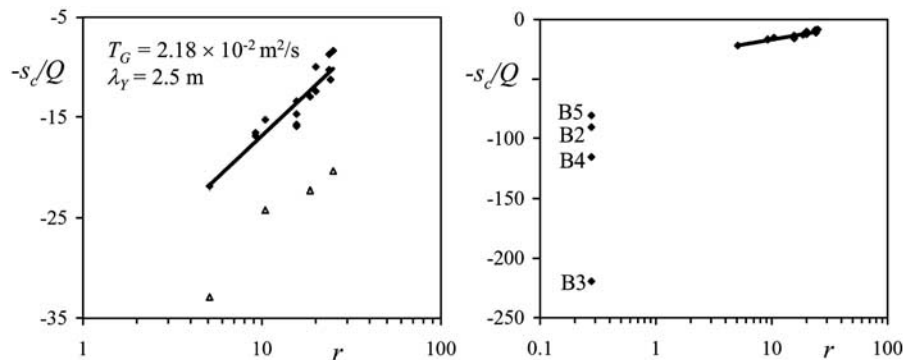 -5
-15
-25
-35
-s_c/Q
T_G = 2.18 × 10⁻² m²/s
λ_Y = 2.5 m
1
10
r
100
0
-50
-100
-150
-200
-250
-s_c/Q
B5
B2
B4
B3
0.1
1
10
r
100